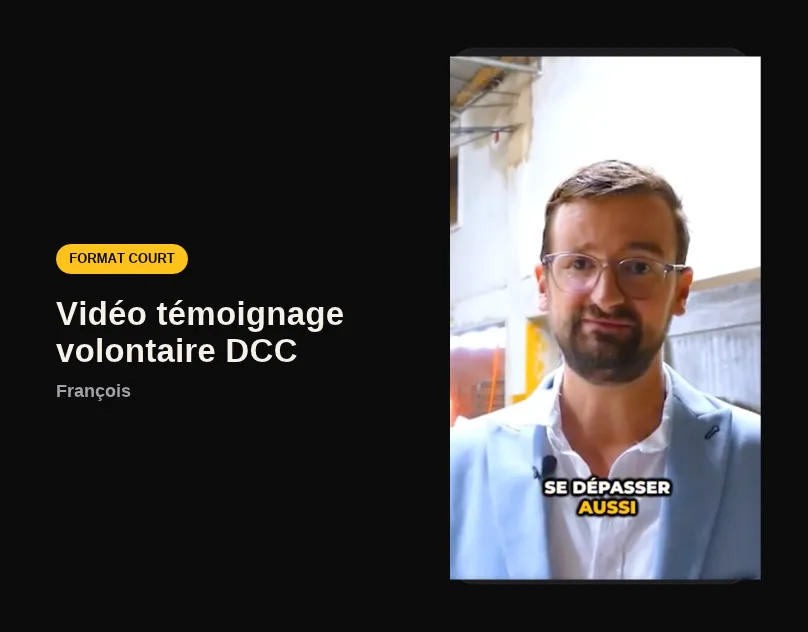 FORMAT COURT
Vidéo témoignage
volontaire DCC
François
SE DÉPASSER
AUSSI